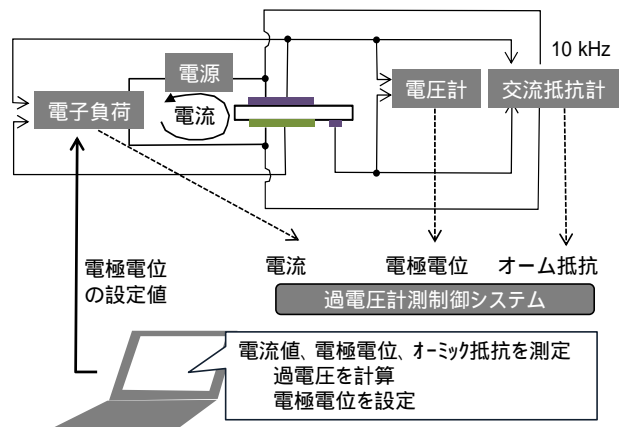 10 kHz
電源
電子負荷
電流
電圧計
交流抵抗計
電極電位
の設定値
電流
電極電位
オーム抵抗
過電圧計測制御システム
電流値、電極電位、オーミック抵抗を測定
過電圧を計算
電極電位を設定